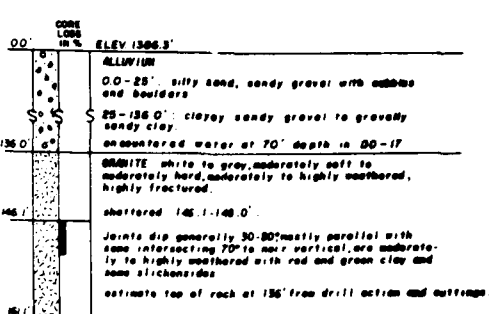 CORE
LOSS
in %
0.0'
ELEV 1386.3'
ALLUVIUM
0.0-25': silty sand, sandy gravel with cobbles
and boulders
25-136.0': clayey sandy gravel to gravelly
sandy clay.
encountered water at 70' depth in DD-17
136.0'
GRANITE white to gray, moderately soft to
moderately hard, moderately to highly weathered,
highly fractured.
shattered 146.1-148.0'.
146.1'
Joints dip generally 30-80° mostly parallel with
some intersecting 70° to near vertical, are moderate-
ly to highly weathered with red and green clay and
some slickensides
estimate top of rock at 136' from drill action and cuttings.
161.1'